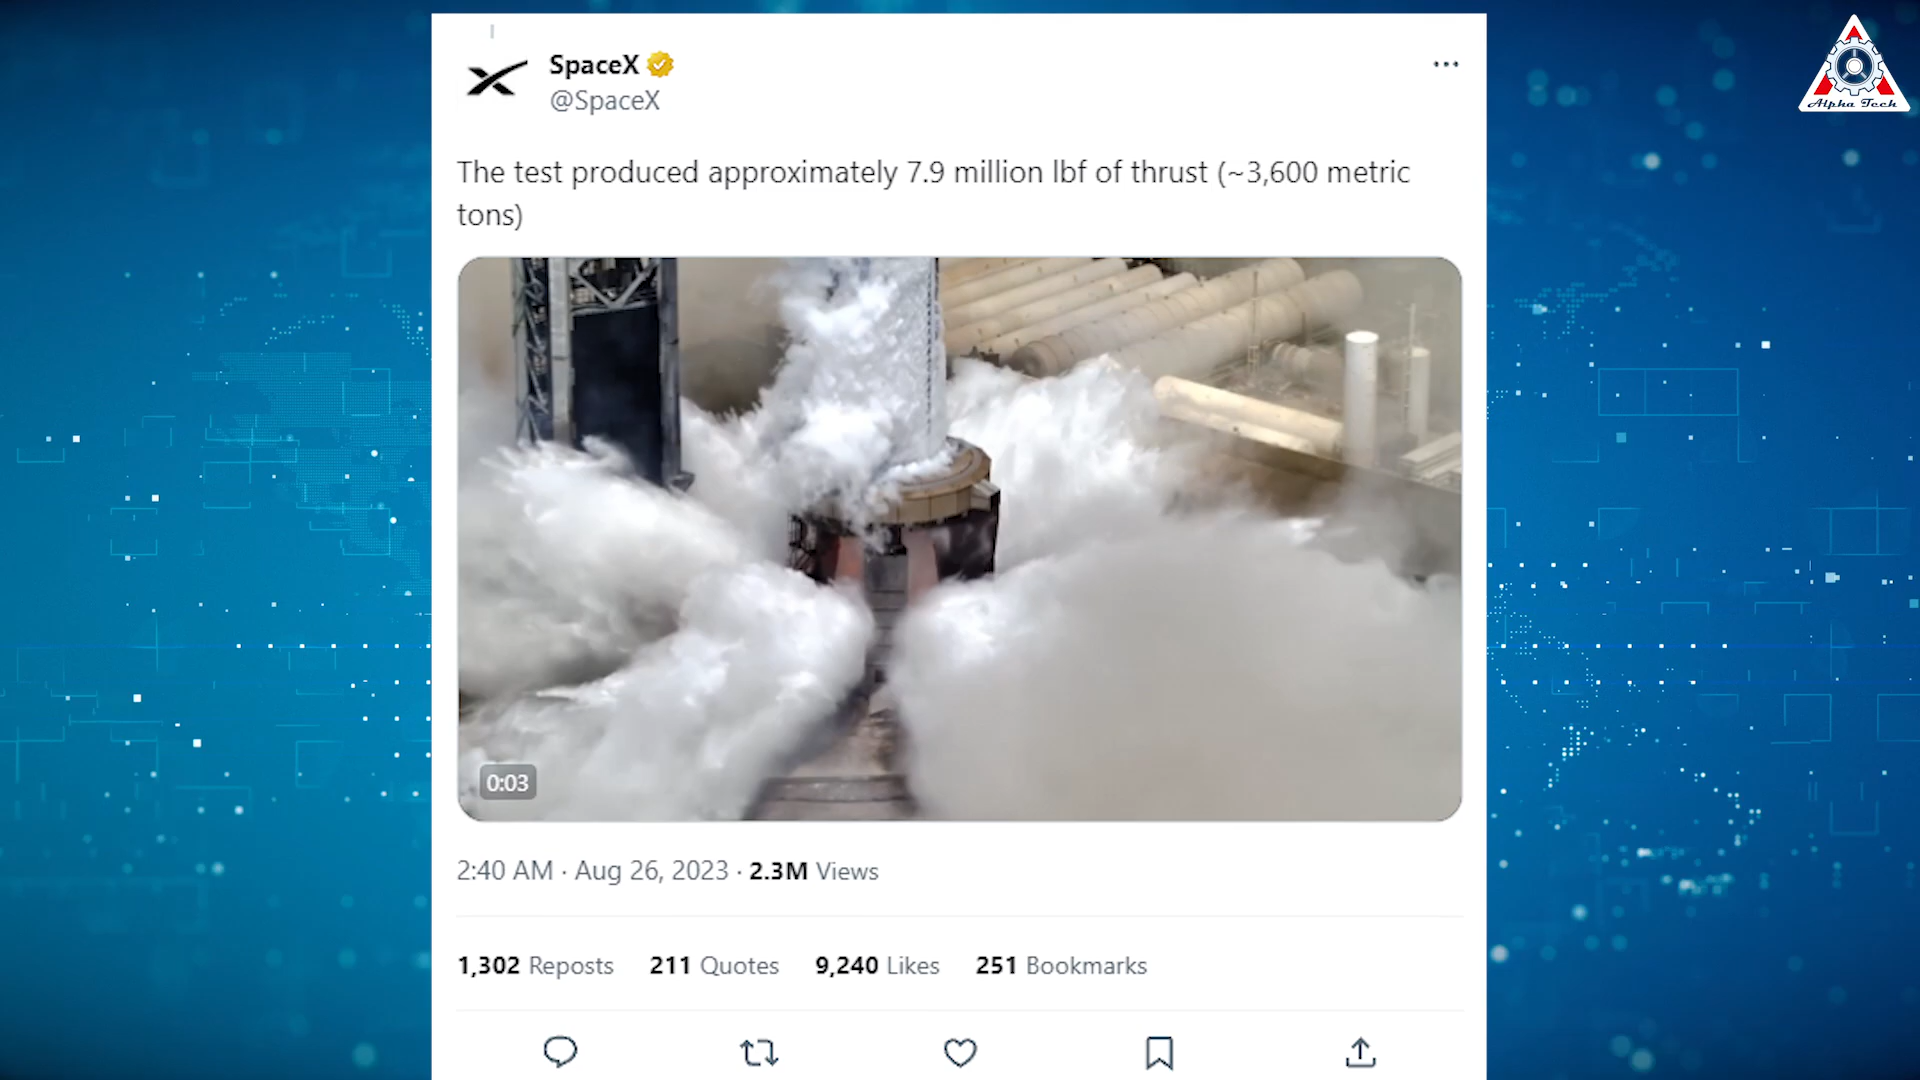 SpaceX
@SpaceX
The test produced approximately 7.9 million lbf of thrust (~3,600 metric
tons)
0:03
2:40 AM · Aug 26, 2023 · 2.3M Views
1,302 Reposts 211 Quotes 9,240 Likes 251 Bookmarks
Alpha Tech